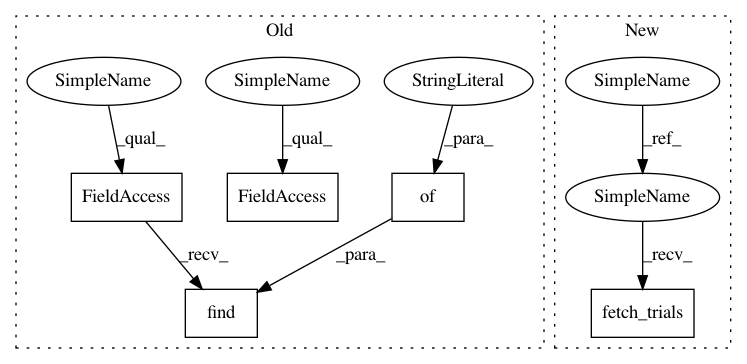 Old
New
SimpleName
SimpleName
StringLiteral
SimpleName
_qual_
_qual_
_para_
_ref_
FieldAccess
FieldAccess
of
SimpleName
_recv_
_para_
_recv_
find
fetch_trials